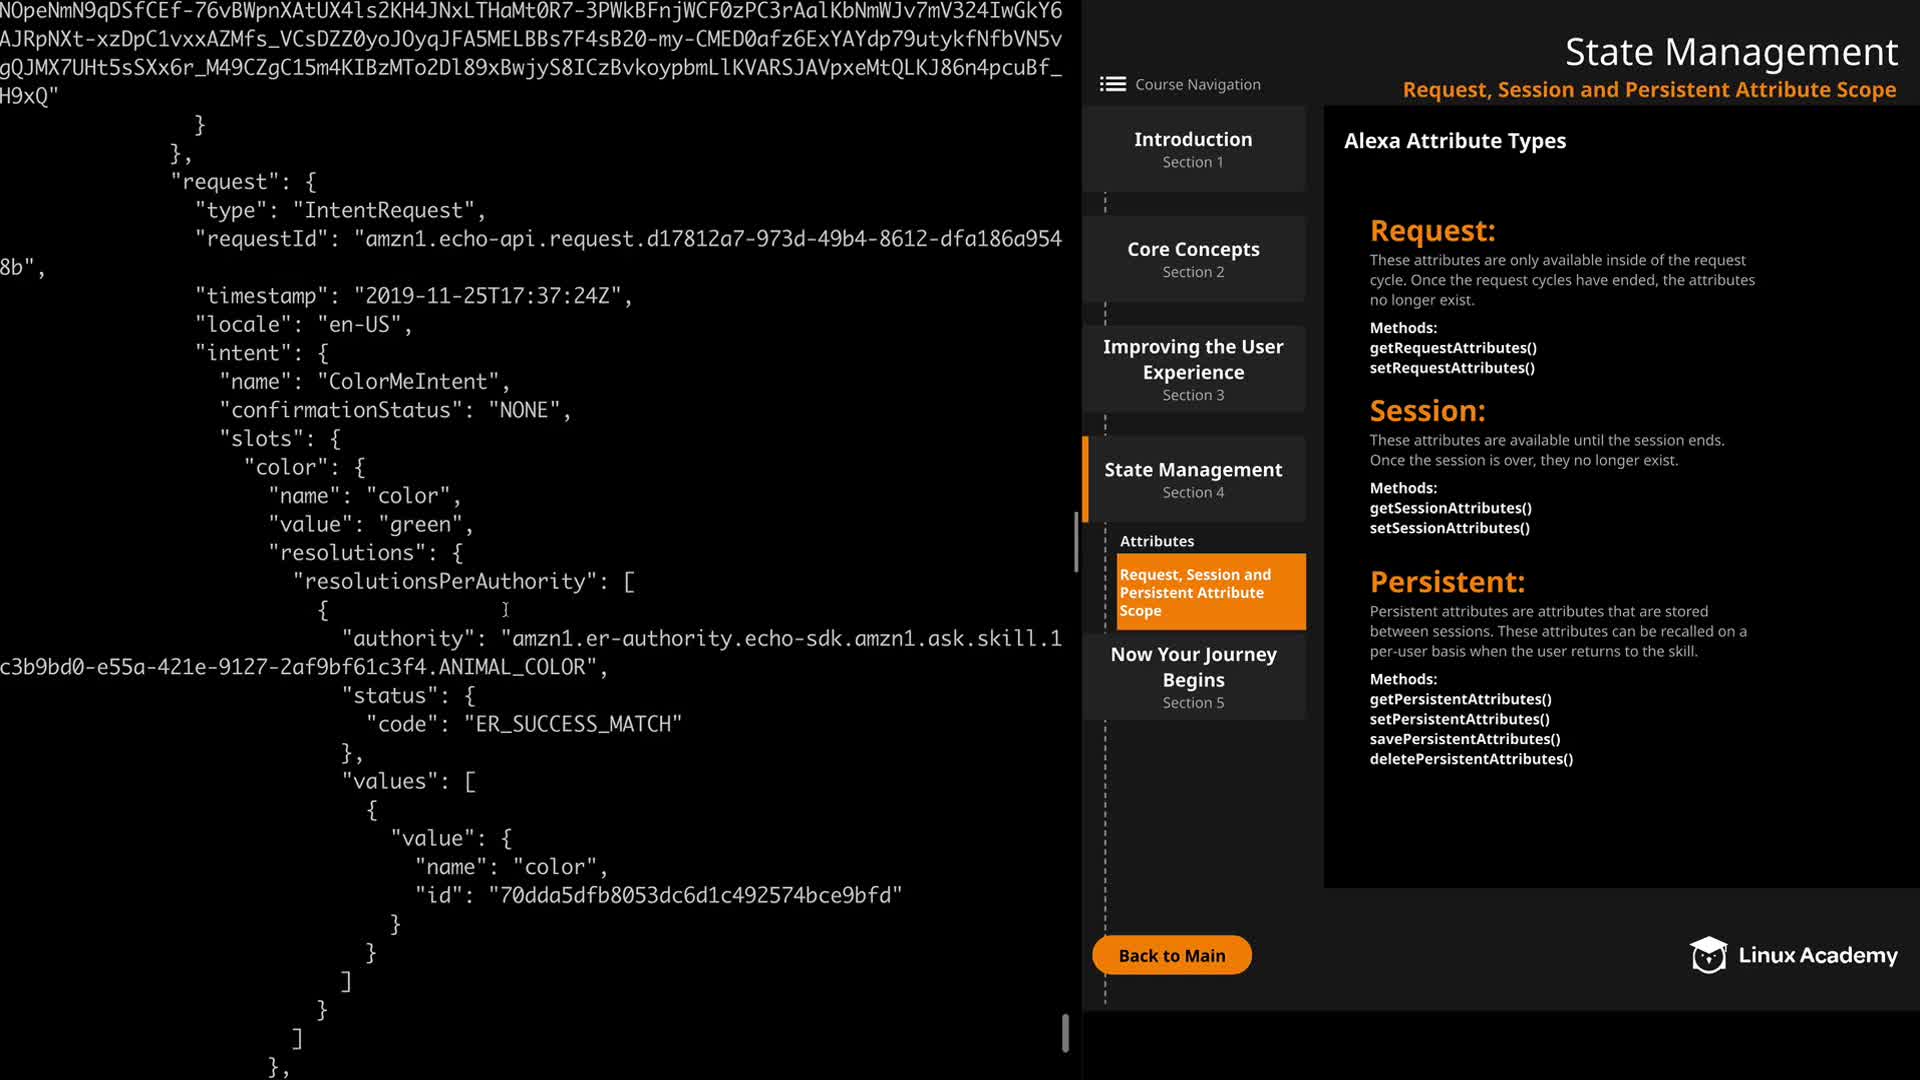 NOpeNmN9qDSfCEf-76vBWpnXAtUX4ls2KH4JNxLTHaMt0R7-3PWkBFnjWCF0zPC3rAalKbNmWJv7mV324IwGkY6
AJRpNXt-xzDpC1vxxAZMfs_VCsDZZ0yoJOyqJFA5MELBBs7F4sB20-my-CMED0afz6ExYAYdp79utykfNfbVN5v
gQJMX7UHt5sSXx6r_M49CZgC15m4KIBzMTo2Dl89xBwjyS8ICzBvkoypbmLlKVARSJAVpxeMtQLKJ86n4pcuBf_
H9xQ"
}
},
"request": {
"type": "IntentRequest",
"requestId": "amzn1.echo-api.request.d17812a7-973d-49b4-8612-dfa186a954
8b",
"timestamp": "2019-11-25T17:37:24Z",
"locale": "en-US",
"intent": {
"name": "ColorMeIntent",
"confirmationStatus": "NONE",
"slots": {
"color": {
"name": "color",
"value": "green",
"resolutions": {
"resolutionsPerAuthority": [
{
"authority": "amzn1.er-authority.echo-sdk.amzn1.ask.skill.1
c3b9bd0-e55a-421e-9127-2af9bf61c3f4.ANIMAL_COLOR",
"status": {
"code": "ER_SUCCESS_MATCH"
},
"values": [
{
"value": {
"name": "color",
"id": "70dda5dfb8053dc6d1c492574bce9bfd"
}
}
]
}
]
},
State Management
Request, Session and Persistent Attribute Scope
Course Navigation
Introduction
Section 1
Core Concepts
Section 2
Improving the User
Experience
Section 3
State Management
Section 4
Attributes
Request, Session and
Persistent Attribute
Scope
Now Your Journey
Begins
Section 5
Back to Main
Alexa Attribute Types
Request:
These attributes are only available inside of the request
cycle. Once the request cycles have ended, the attributes
no longer exist.
Methods:
getRequestAttributes()
setRequestAttributes()
Session:
These attributes are available until the session ends.
Once the session is over, they no longer exist.
Methods:
getSessionAttributes()
setSessionAttributes()
Persistent:
Persistent attributes are attributes that are stored
between sessions. These attributes can be recalled on a
per-user basis when the user returns to the skill.
Methods:
getPersistentAttributes()
setPersistentAttributes()
savePersistentAttributes()
deletePersistentAttributes()
Linux Academy